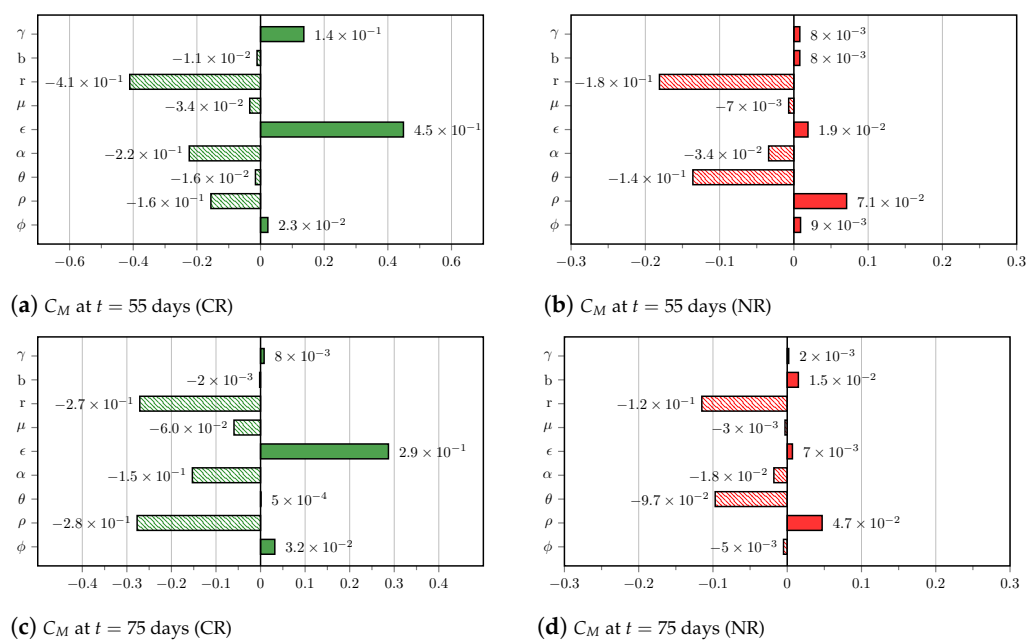 γ 1.4 × 10⁻¹
b −1.1 × 10⁻²
r −4.1 × 10⁻¹
μ −3.4 × 10⁻²
ϵ 4.5 × 10⁻¹
α −2.2 × 10⁻¹
θ −1.6 × 10⁻²
ρ −1.6 × 10⁻¹
ϕ 2.3 × 10⁻²
−0.6 −0.4 −0.2 0 0.2 0.4 0.6
(a) C_M at t = 55 days (CR)
γ 8 × 10⁻³
b 8 × 10⁻³
r −1.8 × 10⁻¹
μ −7 × 10⁻³
ϵ 1.9 × 10⁻²
α −3.4 × 10⁻²
θ −1.4 × 10⁻¹
ρ 7.1 × 10⁻²
ϕ 9 × 10⁻³
−0.3 −0.2 −0.1 0 0.1 0.2 0.3
(b) C_M at t = 55 days (NR)
γ 8 × 10⁻³
b −2 × 10⁻³
r −2.7 × 10⁻¹
μ −6.0 × 10⁻²
ϵ 2.9 × 10⁻¹
α −1.5 × 10⁻¹
θ 5 × 10⁻⁴
ρ −2.8 × 10⁻¹
ϕ 3.2 × 10⁻²
−0.4 −0.3 −0.2 −0.1 0 0.1 0.2 0.3 0.4
(c) C_M at t = 75 days (CR)
γ 2 × 10⁻³
b 1.5 × 10⁻²
r −1.2 × 10⁻¹
μ −3 × 10⁻³
ϵ 7 × 10⁻³
α −1.8 × 10⁻²
θ −9.7 × 10⁻²
ρ 4.7 × 10⁻²
ϕ −5 × 10⁻³
−0.3 −0.2 −0.1 0 0.1 0.2 0.3
(d) C_M at t = 75 days (NR)